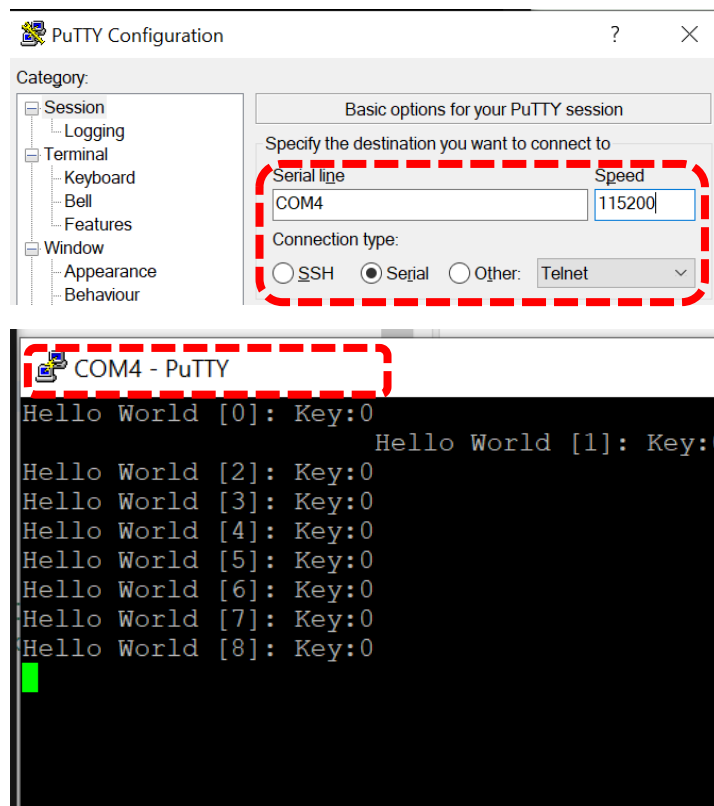 PuTTY Configuration ? ×
Category:
Session
Logging
Terminal
Keyboard
Bell
Features
Window
Appearance
Behaviour
Basic options for your PuTTY session
Specify the destination you want to connect to
Serial line Speed
COM4 115200
Connection type:
SSH Serial Other: Telnet
COM4 - PuTTY
Hello World [0]: Key:0
Hello World [1]: Key:
Hello World [2]: Key:0
Hello World [3]: Key:0
Hello World [4]: Key:0
Hello World [5]: Key:0
Hello World [6]: Key:0
Hello World [7]: Key:0
Hello World [8]: Key:0